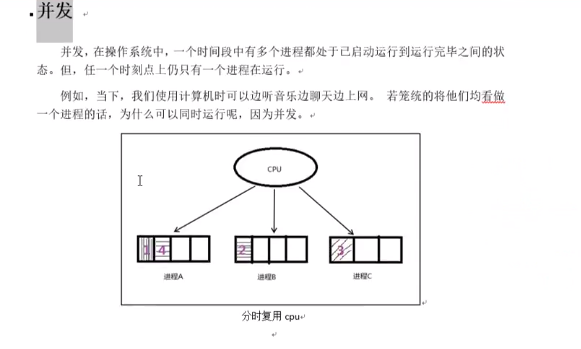 并发
并发，在操作系统中，一个时间段中有多个进程都处于已启动运行到运行完毕之间的状
态。但，任一个时刻点上仍只有一个进程在运行。
例如，当下，我们使用计算机时可以边听音乐边聊天边上网。 若笼统的将他们均看做
一个进程的话，为什么可以同时运行呢，因为并发。
CPU
1 4 2 3
进程A 进程B 进程C
分时复用 cpu